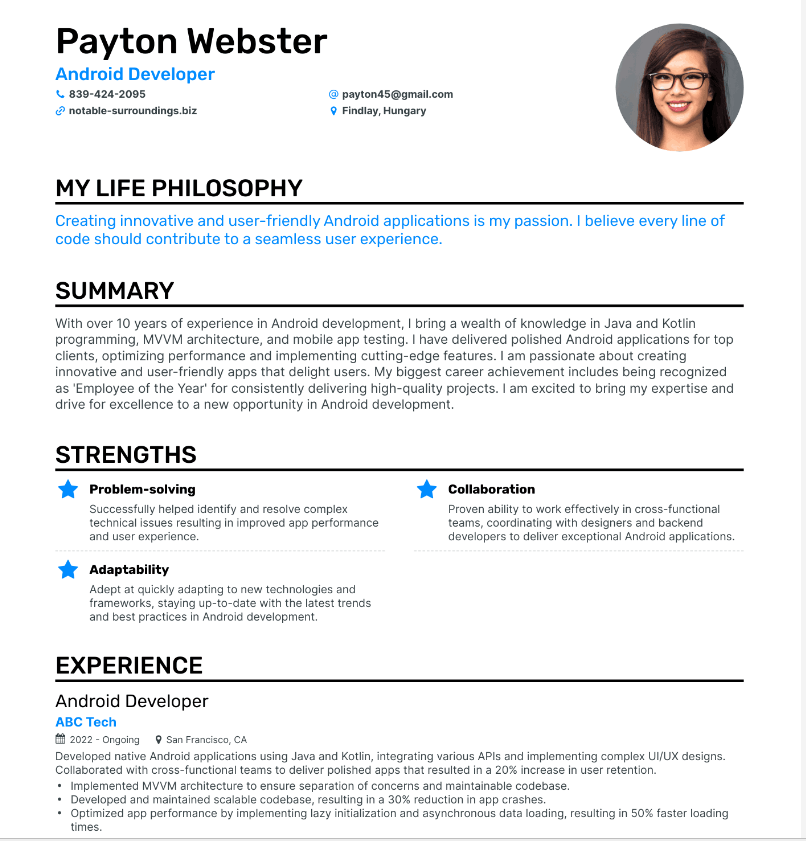 Payton Webster
Android Developer
839-424-2095
payton45@gmail.com
notable-surroundings.biz
Findlay, Hungary
MY LIFE PHILOSOPHY
Creating innovative and user-friendly Android applications is my passion. I believe every line of
code should contribute to a seamless user experience.
SUMMARY
With over 10 years of experience in Android development, I bring a wealth of knowledge in Java and Kotlin
programming, MVVM architecture, and mobile app testing. I have delivered polished Android applications for top
clients, optimizing performance and implementing cutting-edge features. I am passionate about creating
innovative and user-friendly apps that delight users. My biggest career achievement includes being recognized
as 'Employee of the Year' for consistently delivering high-quality projects. I am excited to bring my expertise and
drive for excellence to a new opportunity in Android development.
STRENGTHS
Problem-solving
Successfully helped identify and resolve complex
technical issues resulting in improved app performance
and user experience.
Collaboration
Proven ability to work effectively in cross-functional
teams, coordinating with designers and backend
developers to deliver exceptional Android applications.
Adaptability
Adept at quickly adapting to new technologies and
frameworks, staying up-to-date with the latest trends
and best practices in Android development.
EXPERIENCE
Android Developer
ABC Tech
2022 - Ongoing
San Francisco, CA
Developed native Android applications using Java and Kotlin, integrating various APIs and implementing complex UI/UX designs.
Collaborated with cross-functional teams to deliver polished apps that resulted in a 20% increase in user retention.
• Implemented MVVM architecture to ensure separation of concerns and maintainable codebase.
• Developed and maintained scalable codebase, resulting in a 30% reduction in app crashes.
• Optimized app performance by implementing lazy initialization and asynchronous data loading, resulting in 50% faster loading
times.